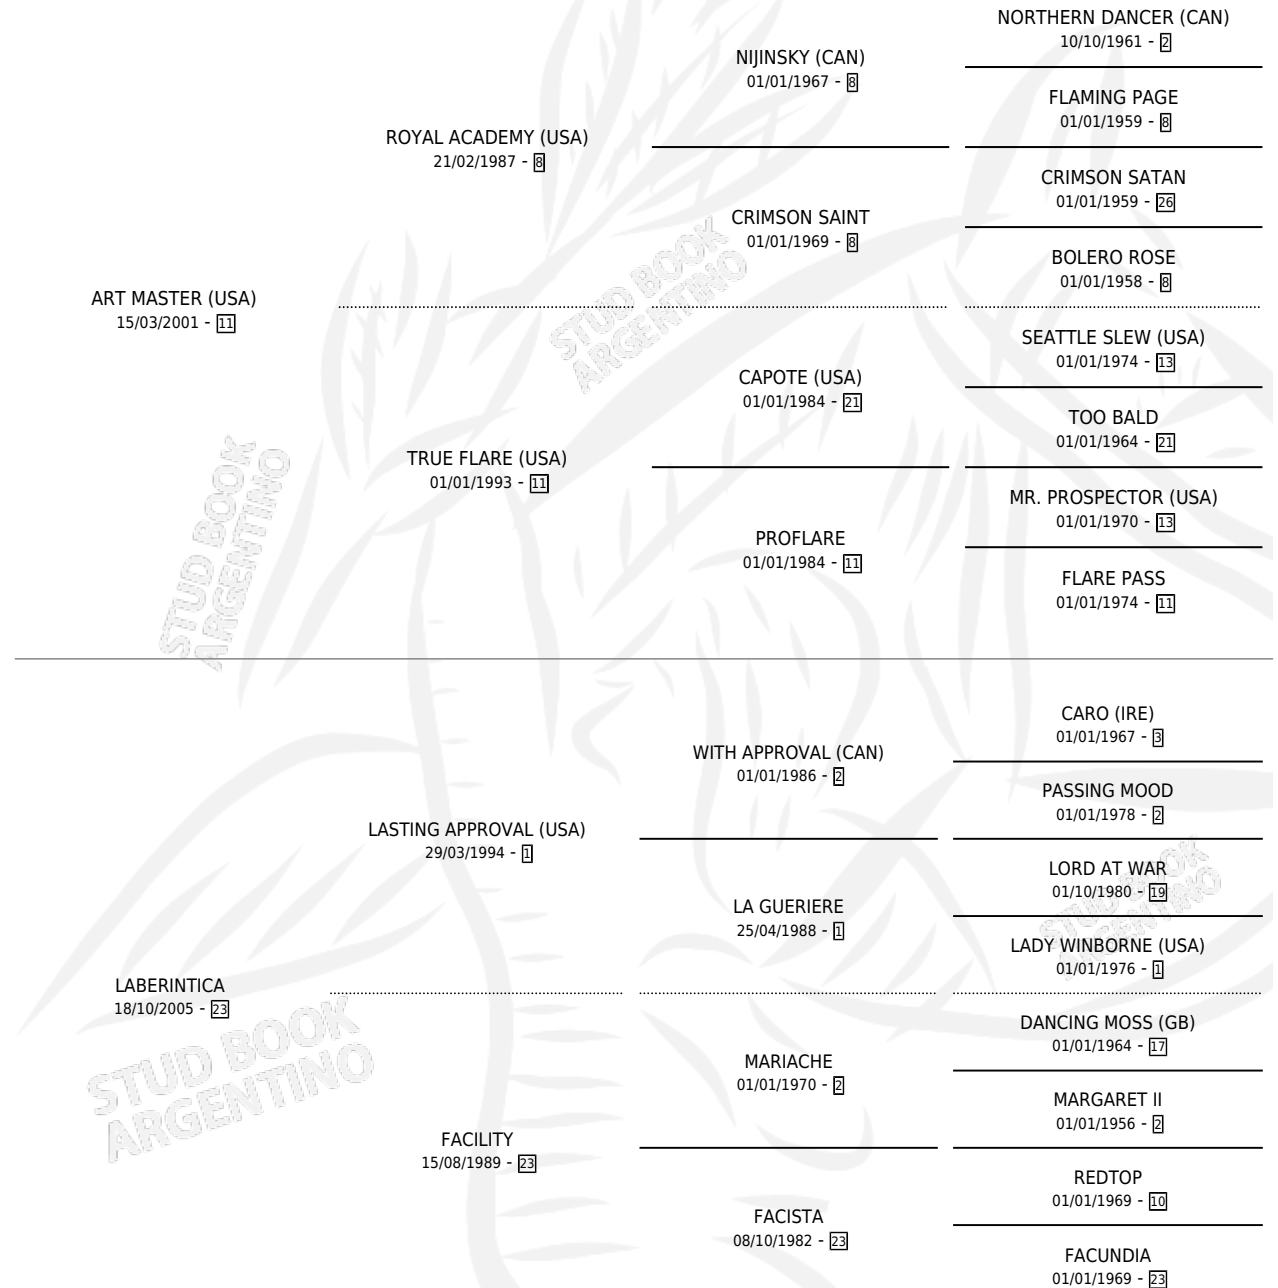 NORTHERN DANCER (CAN)
10/10/1961 - 2
NIJINSKY (CAN)
01/01/1967 - 8
FLAMING PAGE
01/01/1959 - 8
ROYAL ACADEMY (USA)
21/02/1987 - 8
CRIMSON SATAN
01/01/1959 - 26
CRIMSON SAINT
01/01/1969 - 8
BOLERO ROSE
01/01/1958 - 8
ART MASTER (USA)
15/03/2001 - 11
STUD BOOK
ARGENTINO
SEATTLE SLEW (USA)
01/01/1974 - 13
CAPOTE (USA)
01/01/1984 - 21
TOO BALD
01/01/1964 - 21
TRUE FLARE (USA)
01/01/1993 - 11
STUD BOOK
ARGENTINO
MR. PROSPECTOR (USA)
01/01/1970 - 13
PROFLARE
01/01/1984 - 11
FLARE PASS
01/01/1974 - 11
CARO (IRE)
01/01/1967 - 3
WITH APPROVAL (CAN)
01/01/1986 - 2
PASSING MOOD
01/01/1978 - 2
LASTING APPROVAL (USA)
29/03/1994 - 1
LORD AT WAR
01/10/1980 - 19
STUD BOOK
ARGENTINO
LA GUERIERE
25/04/1988 - 1
LADY WINBORNE (USA)
01/01/1976 - 1
LABERINTICA
18/10/2005 - 23
STUD BOOK
ARGENTINO
DANCING MOSS (GB)
01/01/1964 - 17
MARIACHE
01/01/1970 - 2
MARGARET II
01/01/1956 - 2
FACILITY
15/08/1989 - 23
REDTOP
01/01/1969 - 10
FACISTA
08/10/1982 - 23
FACUNDIA
01/01/1969 - 23